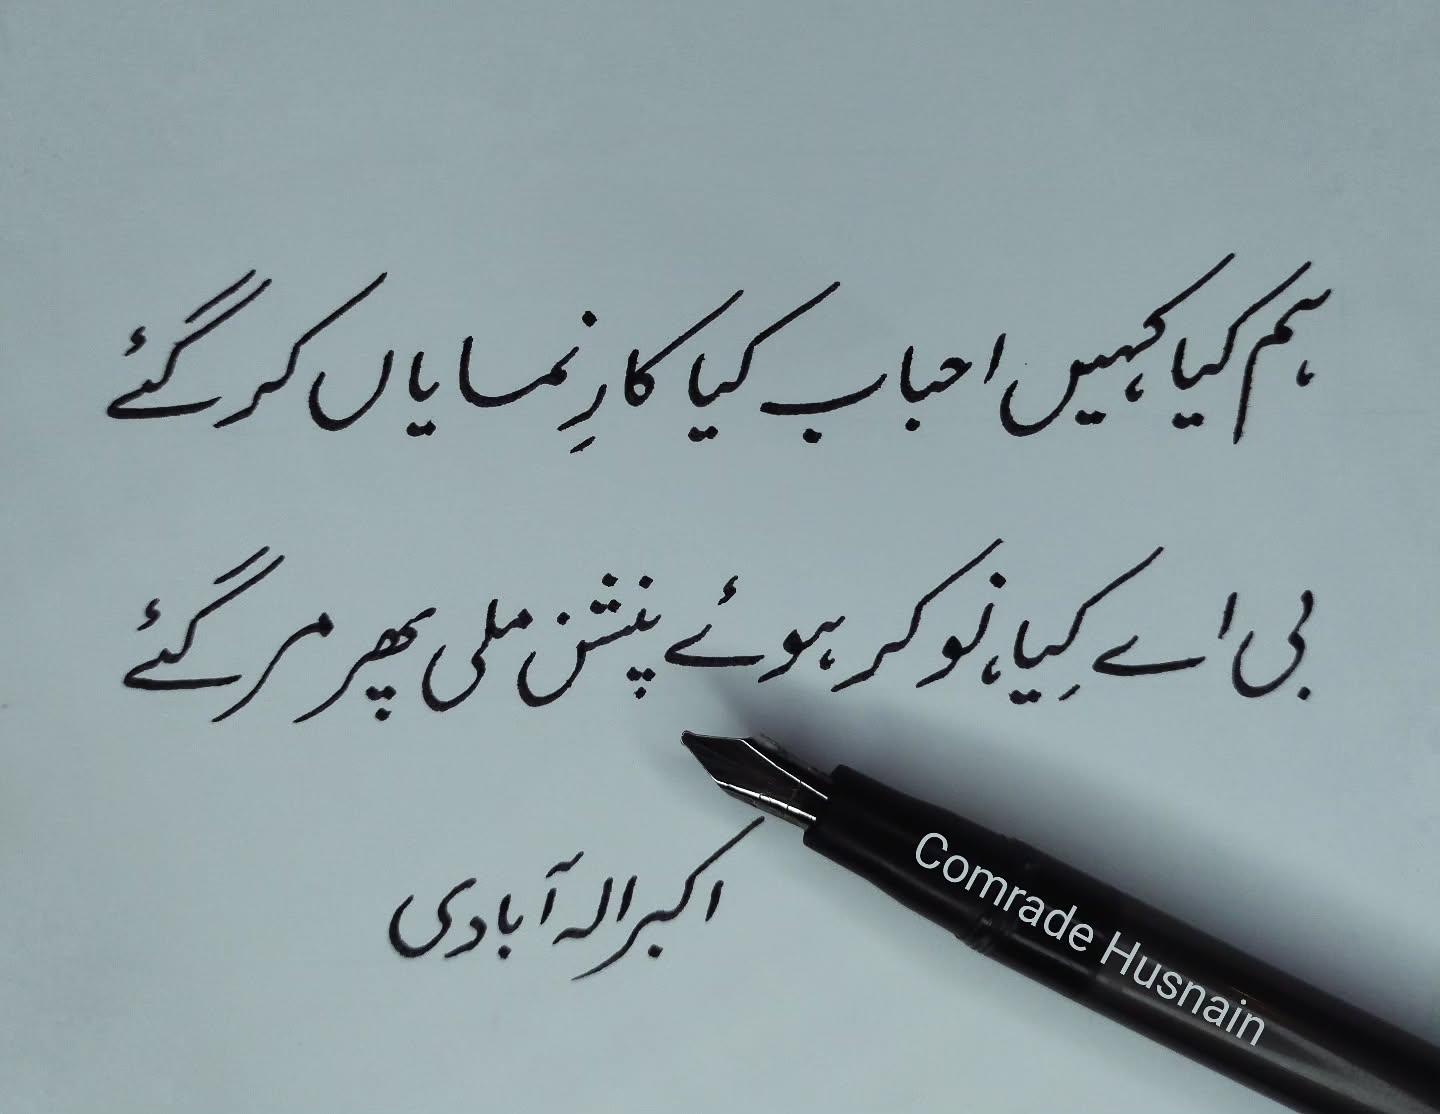 ہم کیا کہیں احباب کیا کارِ نمایاں کر گئے
بی اے کِیا، نوکر ہوئے پنشن ملی پھر مر گئے
اکبر الہ آبادی
Comrade Husnain